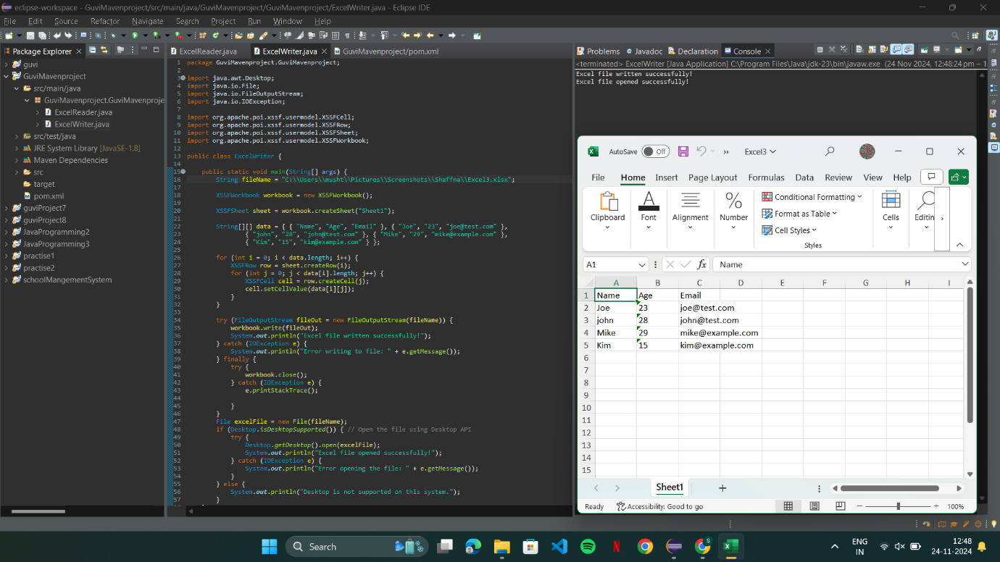 eclipse-workspace - GuviMavenproject/src/main/java/GuviMavenproject/GuviMavenproject/ExcelWriter.java - Eclipse IDE
File Edit Source Refactor Navigate Search Project Run Window Help
Package Explorer
guvi
GuviMavenproject
src/main/java
GuviMavenproject.GuviMavenproje
ExcelReader.java
ExcelWriter.java
src/test/java
JRE System Library [JavaSE-1.8]
Maven Dependencies
src
target
pom.xml
guviProject7
guviProject8
JavaProgramming2
JavaProgramming3
practise1
practise2
schoolMangementSystem
ExcelReader.java ExcelWriter.java GuviMavenproject/pom.xml
1 package GuviMavenproject.GuviMavenproject;
2
3 import java.awt.Desktop;
4 import java.io.File;
5 import java.io.FileOutputStream;
6 import java.io.IOException;
7
8 import org.apache.poi.xssf.usermodel.XSSFCell;
9 import org.apache.poi.xssf.usermodel.XSSFRow;
10 import org.apache.poi.xssf.usermodel.XSSFSheet;
11 import org.apache.poi.xssf.usermodel.XSSFWorkbook;
12
13 public class ExcelWriter {
14
15 public static void main(String[] args) {
16 String fileName = "C:\\Users\\musht\\Pictures\\Screenshots\\Shaffna\\Excel3.xlsx";
17
18 XSSFWorkbook workbook = new XSSFWorkbook();
19
20 XSSFSheet sheet = workbook.createSheet("Sheet1");
21
22 String[][] data = { { "Name", "Age", "Email" }, { "Joe", "23", "joe@test.com" },
23 { "john", "28", "john@test.com" }, { "Mike", "29", "mike@example.com" },
24 { "Kim", "15", "kim@example.com" } };
25
26 for (int i = 0; i < data.length; i++) {
27 XSSFRow row = sheet.createRow(i);
28 for (int j = 0; j < data[i].length; j++) {
29 XSSFCell cell = row.createCell(j);
30 cell.setCellValue(data[i][j]);
31 }
32 }
33
34 try (FileOutputStream fileOut = new FileOutputStream(fileName)) {
35 workbook.write(fileOut);
36 System.out.println("Excel file written successfully!");
37 } catch (IOException e) {
38 System.out.println("Error writing to file: " + e.getMessage());
39 } finally {
40 try {
41 workbook.close();
42 } catch (IOException e) {
43 e.printStackTrace();
44
45 }
46 }
47 File excelFile = new File(fileName);
48 if (Desktop.isDesktopSupported()) { // Open the file using Desktop API
49 try {
50 Desktop.getDesktop().open(excelFile);
51 System.out.println("Excel file opened successfully!");
52 } catch (IOException e) {
53 System.out.println("Error opening the file: " + e.getMessage());
54 }
55 } else {
56 System.out.println("Desktop is not supported on this system.");
57 }
Problems Javadoc Declaration Console
<terminated> ExcelWriter [Java Application] C:\Program Files\Java\jdk-23\bin\javaw.exe (24 Nov 2024, 12:48:24 pm – 1
Excel file written successfully!
Excel file opened successfully!
AutoSave Off Excel3
File Home Insert Page Layout Formulas Data Review View Help
Clipboard Font Alignment Number
Conditional Formatting
Format as Table
Cell Styles
Styles
Cells Editin
A1 fx Name
A B C D E F G H I
1 Name Age Email
2 Joe 23 joe@test.com
3 john 28 john@test.com
4 Mike 29 mike@example.com
5 Kim 15 kim@example.com
6
7
8
9
10
11
12
13
14
15
Sheet1
Ready Accessibility: Good to go 100%
Search
ENG
IN
12:48
24-11-2024